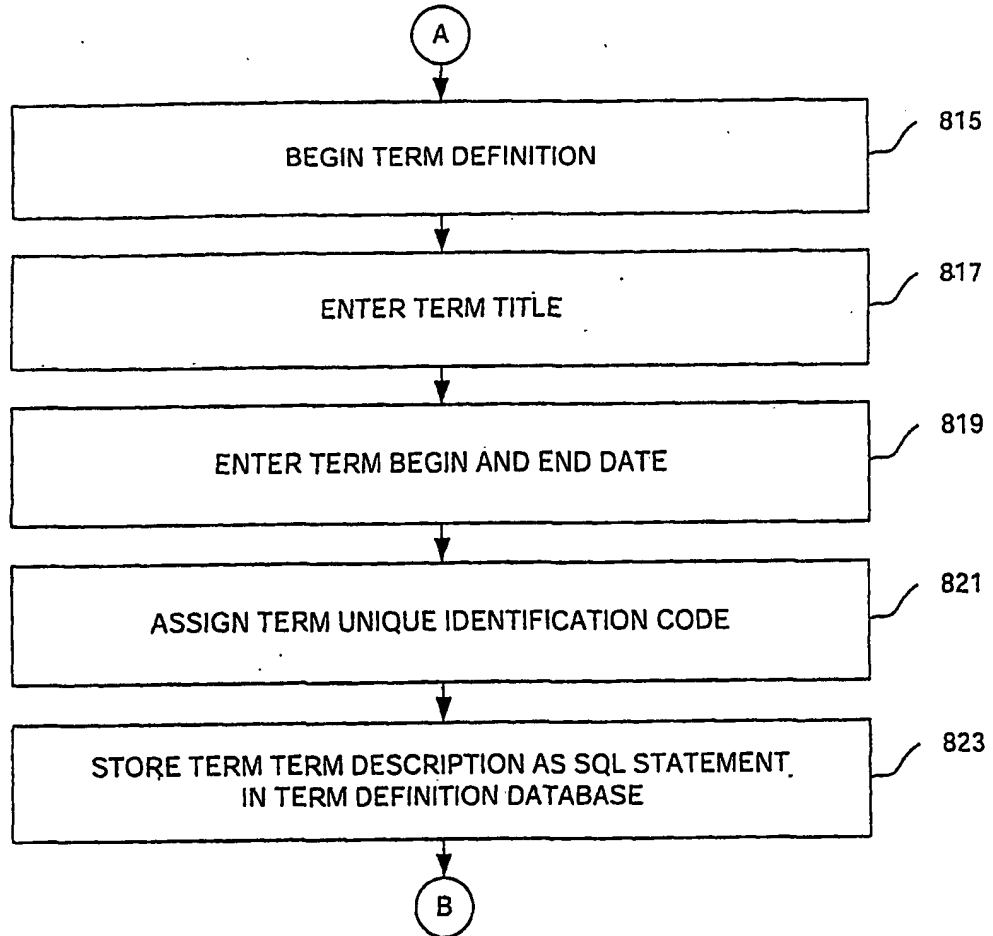 A
BEGIN TERM DEFINITION
815
ENTER TERM TITLE
817
ENTER TERM BEGIN AND END DATE
819
ASSIGN TERM UNIQUE IDENTIFICATION CODE
821
STORE TERM TERM DESCRIPTION AS SQL STATEMENT
IN TERM DEFINITION DATABASE
823
B